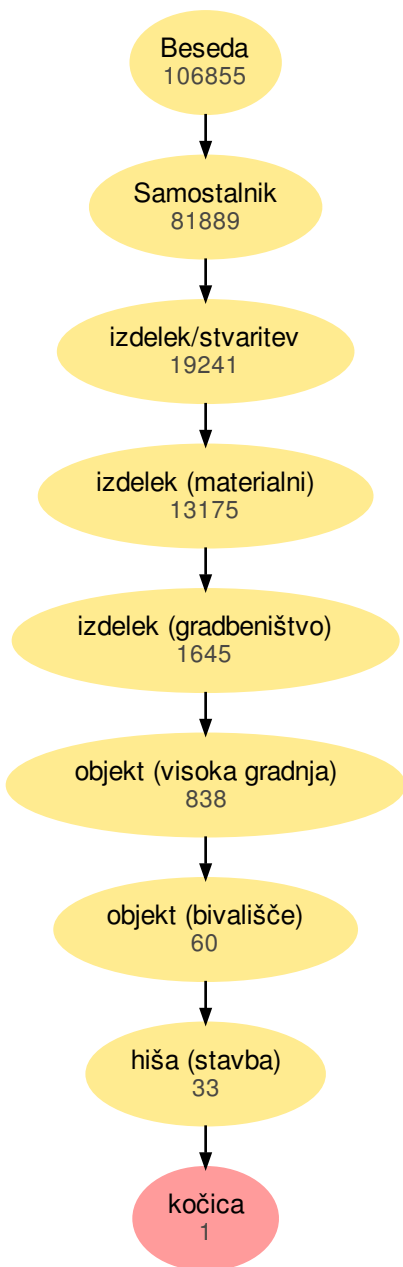 Beseda
106855
Samostalnik
81889
izdelek/stvaritev
19241
izdelek (materialni)
13175
izdelek (gradbeništvo)
1645
objekt (visoka gradnja)
838
objekt (bivališče)
60
hiša (stavba)
33
kočica
1